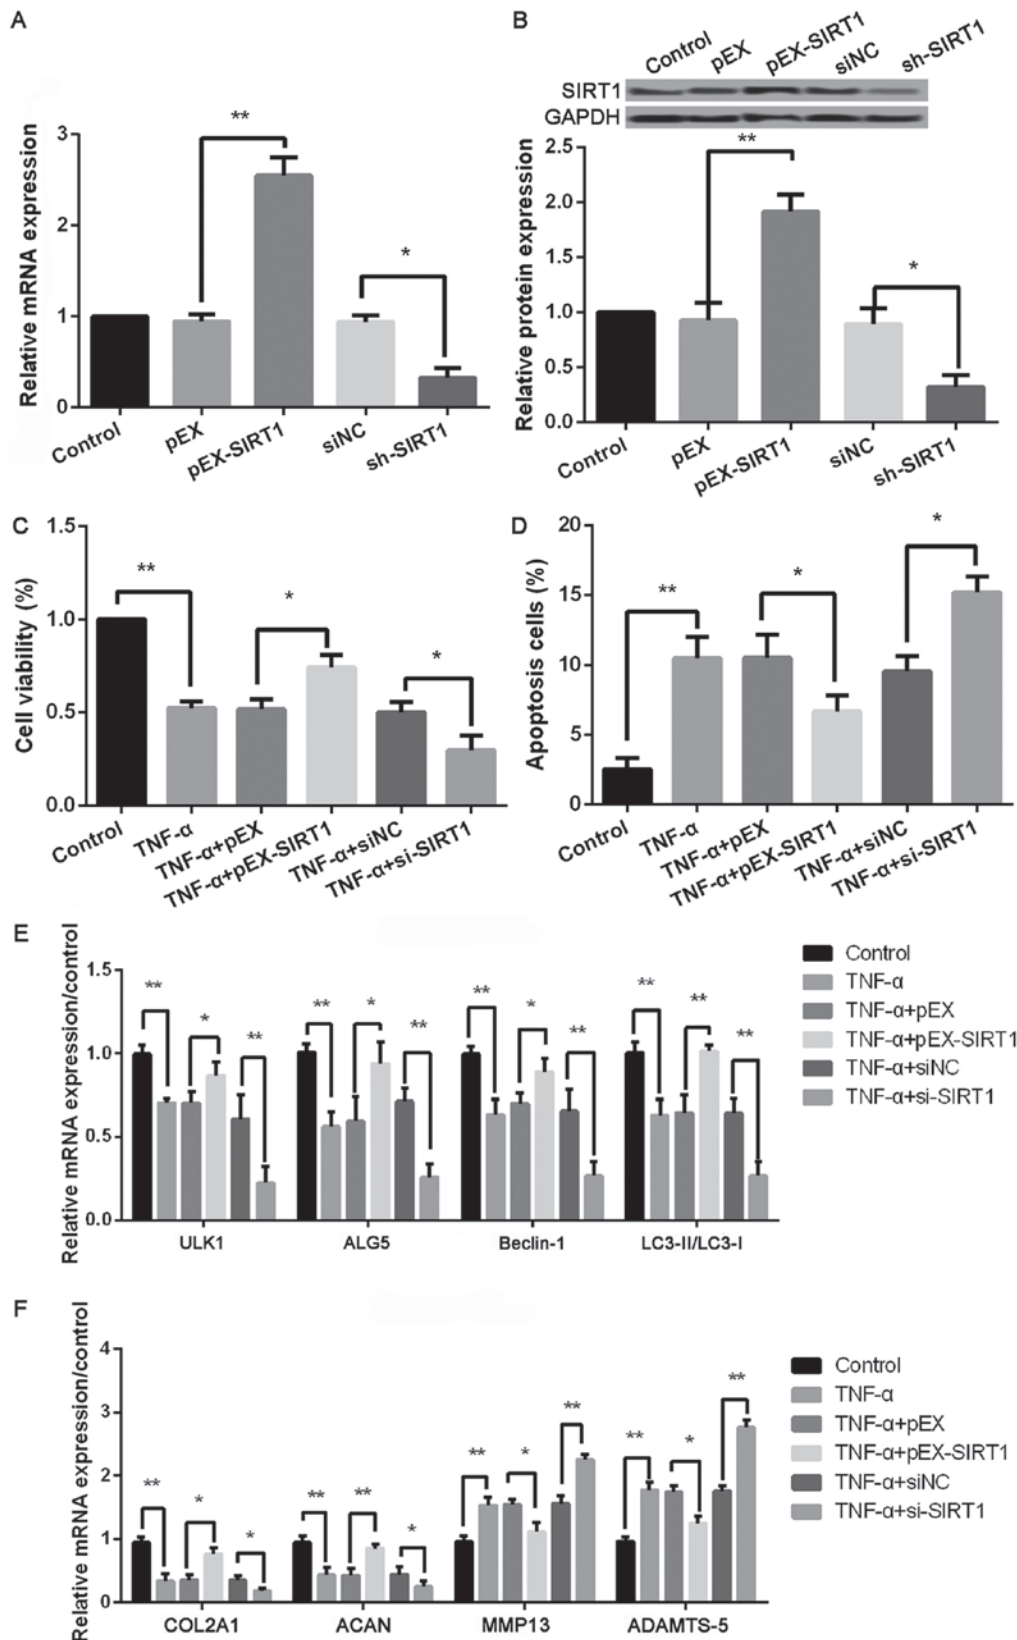 A
Relative mRNA expression
3
2
1
0
**
*
Control
pEX
pEX-SIRT1
siNC
sh-SIRT1
B
Control
pEX
pEX-SIRT1
siNC
sh-SIRT1
SIRT1
GAPDH
Relative protein expression
2.5
2.0
1.5
1.0
0.5
0.0
**
*
Control
pEX
pEX-SIRT1
siNC
sh-SIRT1
C
Cell viability (%)
1.5
1.0
0.5
0.0
**
*
*
Control
TNF-α
TNF-α+pEX
TNF-α+pEX-SIRT1
TNF-α+siNC
TNF-α+si-SIRT1
D
Apoptosis cells (%)
20
15
10
5
0
**
*
*
Control
TNF-α
TNF-α+pEX
TNF-α+pEX-SIRT1
TNF-α+siNC
TNF-α+si-SIRT1
E
Relative mRNA expression/control
1.5
1.0
0.5
0.0
** * **
** * **
** * **
** ** **
ULK1
ALG5
Beclin-1
LC3-II/LC3-I
Control
TNF-α
TNF-α+pEX
TNF-α+pEX-SIRT1
TNF-α+siNC
TNF-α+si-SIRT1
F
Relative mRNA expression/control
4
3
2
1
0
** * *
** ** *
** * **
** * **
COL2A1
ACAN
MMP13
ADAMTS-5
Control
TNF-α
TNF-α+pEX
TNF-α+pEX-SIRT1
TNF-α+siNC
TNF-α+si-SIRT1